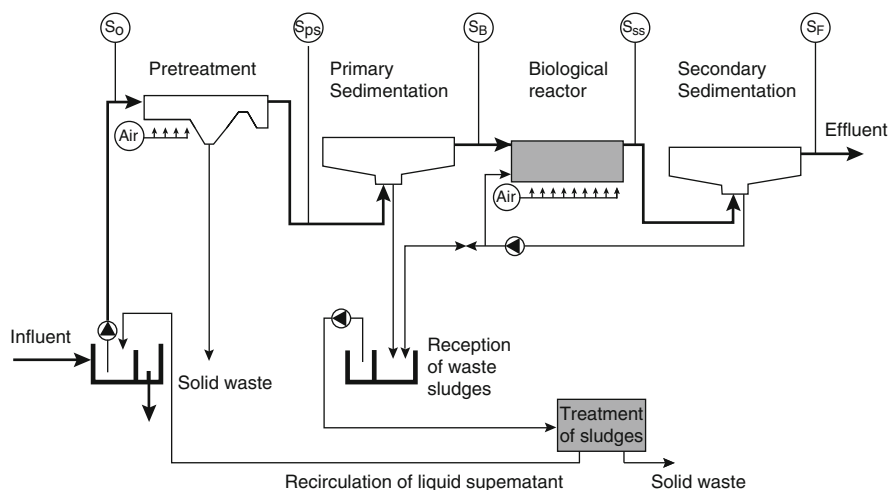 So
Sps
SB
Sss
SF
Pretreatment
Primary
Sedimentation
Biological
reactor
Secondary
Sedimentation
Air
Effluent
Air
Influent
Solid waste
Reception
of waste
sludges
Treatment
of sludges
Recirculation of liquid supernatant
Solid waste